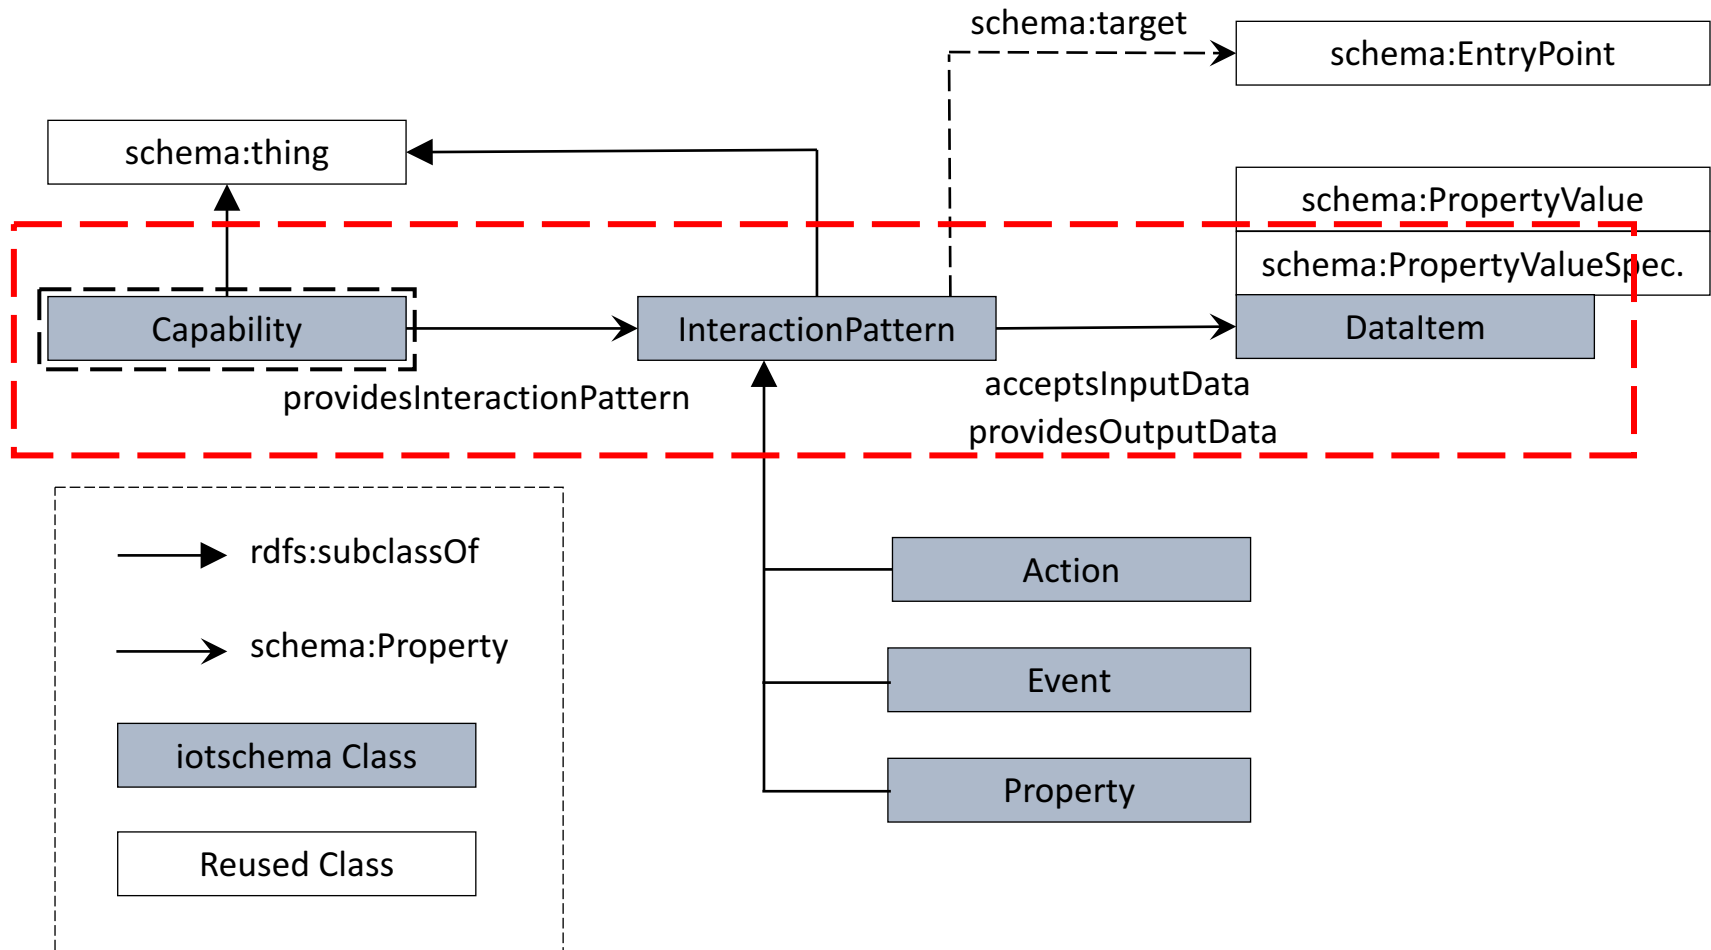 schema:target
schema:EntryPoint
schema:thing
schema:PropertyValue
schema:PropertyValueSpec.
Capability
InteractionPattern
DataItem
providesInteractionPattern
acceptsInputData
providesOutputData
rdfs:subclassOf
Action
schema:Property
Event
iotschema Class
Property
Reused Class